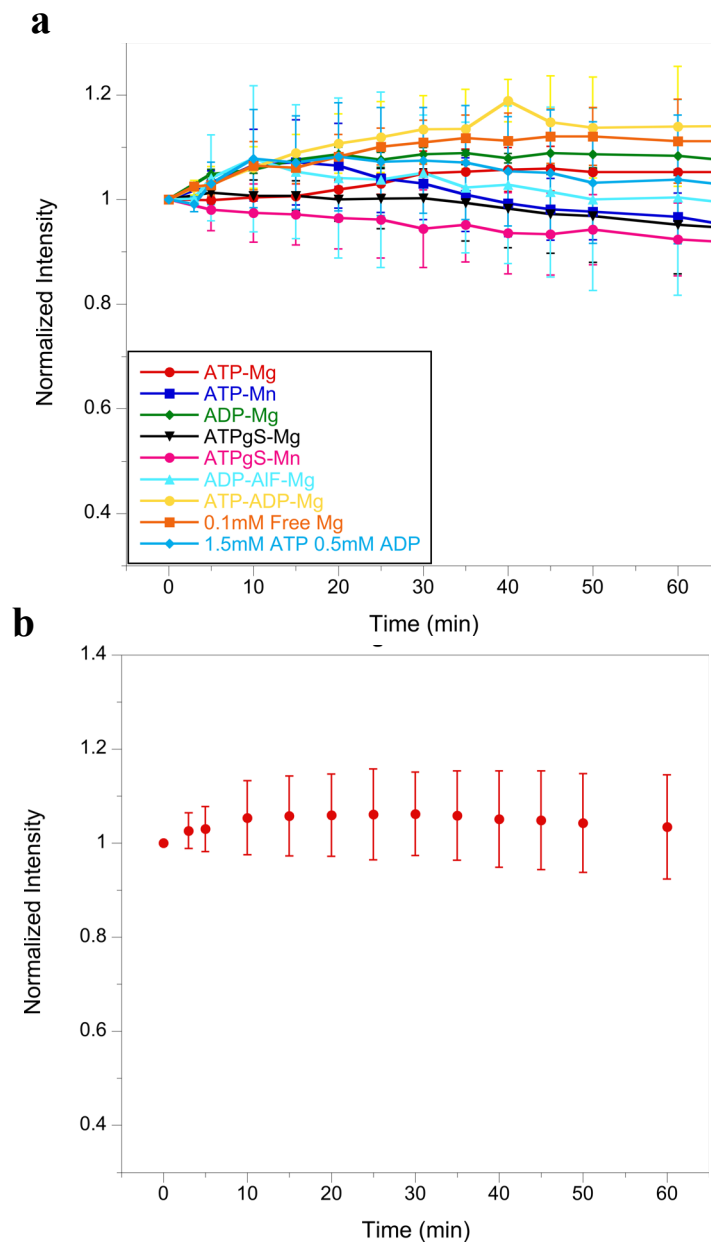 a
1.2
1
0.8
0.6
0.4
Normalized Intensity
ATP-Mg
ATP-Mn
ADP-Mg
ATPgS-Mg
ATPgS-Mn
ADP-AlF-Mg
ATP-ADP-Mg
0.1mM Free Mg
1.5mM ATP 0.5mM ADP
0 10 20 30 40 50 60
Time (min)
b
1.4
1.2
1
0.8
0.6
0.4
Normalized Intensity
0 10 20 30 40 50 60
Time (min)